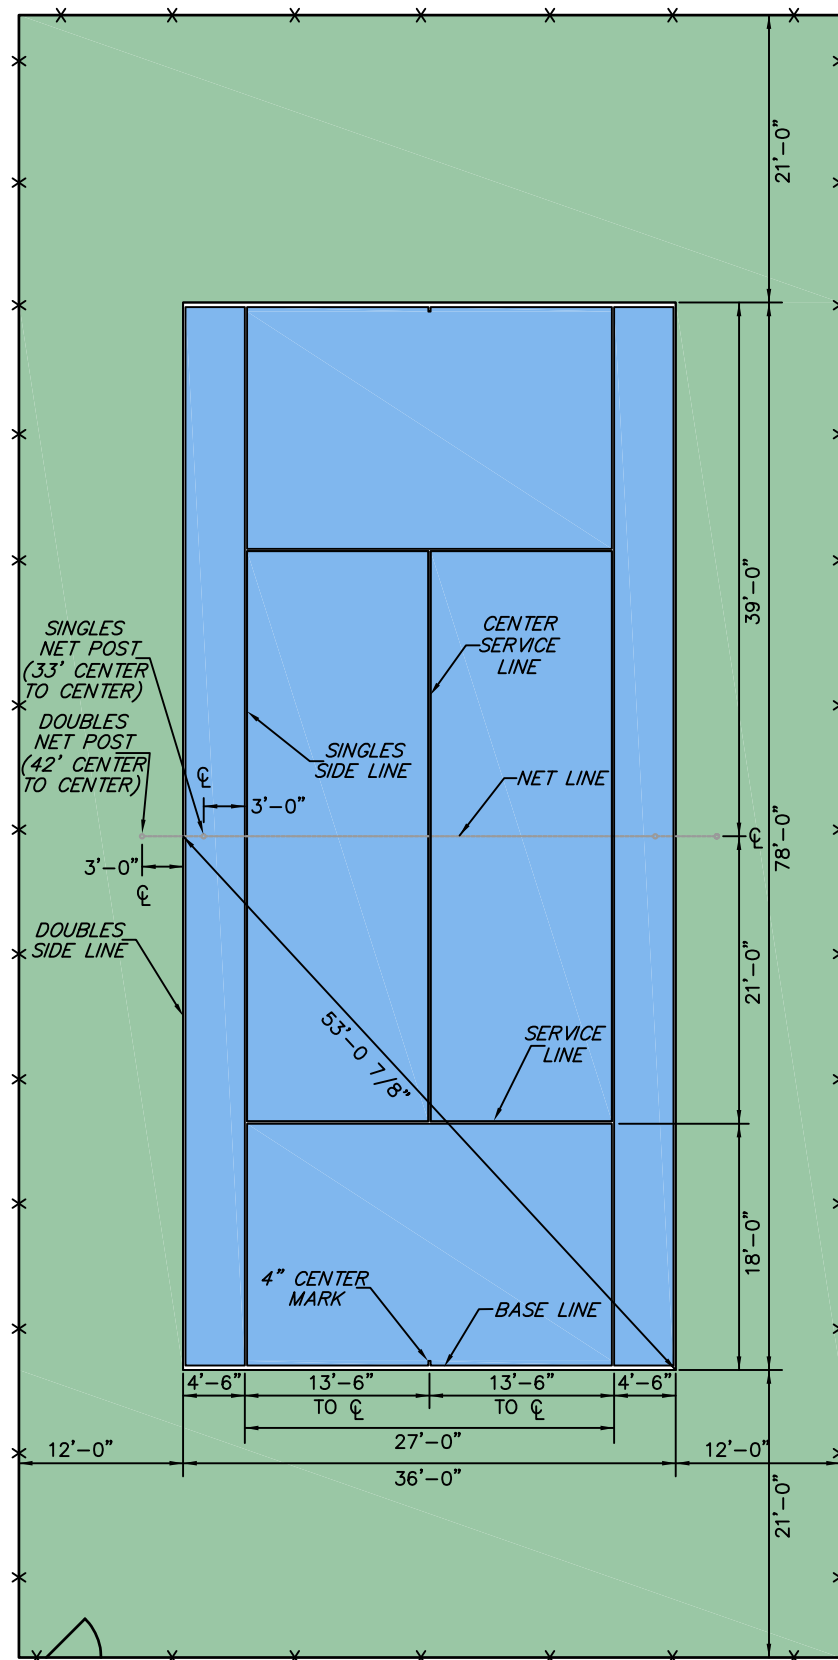 21'-0"
39'-0"
78'-0"
SINGLES
NET POST
(33' CENTER
TO CENTER)
DOUBLES
NET POST
(42' CENTER
TO CENTER)
CENTER
SERVICE
LINE
SINGLES
SIDE LINE
NET LINE
℄
3'-0"
℄
3'-0"
℄
DOUBLES
SIDE LINE
21'-0"
53'-0 7/8"
SERVICE
LINE
18'-0"
4" CENTER
MARK
BASE LINE
4'-6"
13'-6"
TO ℄
13'-6"
TO ℄
4'-6"
27'-0"
12'-0"
36'-0"
12'-0"
21'-0"